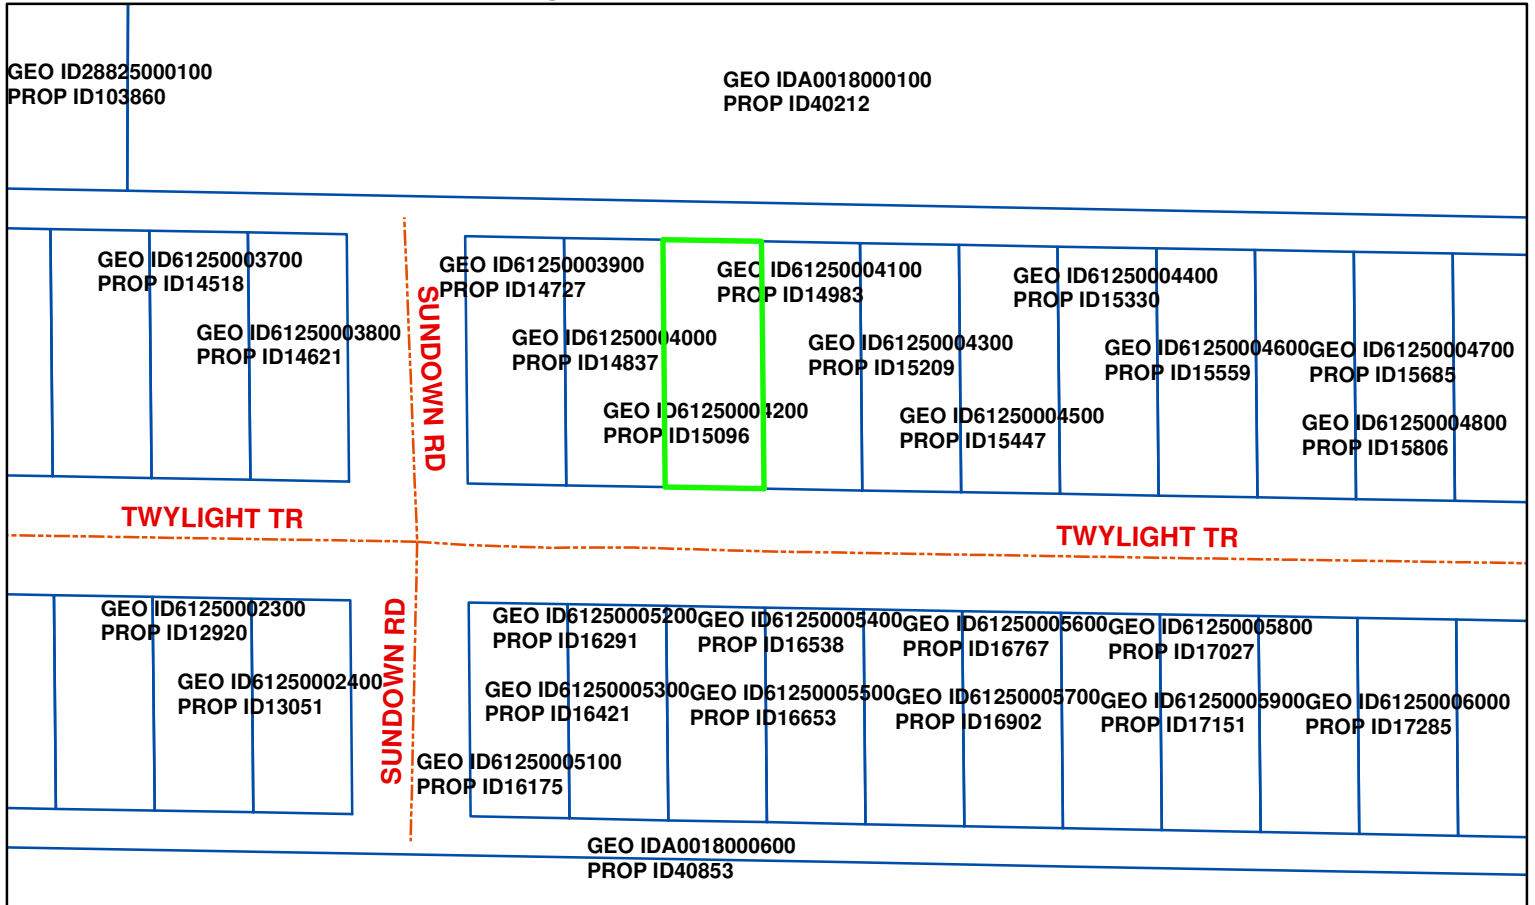 GEO ID28825000100
PROP ID103860
GEO IDA0018000100
PROP ID40212
GEO ID61250003700
PROP ID14518
GEO ID61250003800
PROP ID14621
SUNDOWN RD
GEO ID61250003900
PROP ID14727
GEO ID61250004000
PROP ID14837
GEO ID61250004200
PROP ID15096
GEO ID61250004100
PROP ID14983
GEO ID61250004300
PROP ID15209
GEO ID61250004500
PROP ID15447
GEO ID61250004400
PROP ID15330
GEO ID61250004600
PROP ID15559
GEO ID61250004700
PROP ID15685
GEO ID61250004800
PROP ID15806
TWYLIGHT TR
TWYLIGHT TR
GEO ID61250002300
PROP ID12920
GEO ID61250002400
PROP ID13051
SUNDOWN RD
GEO ID61250005200
PROP ID16291
GEO ID61250005400
PROP ID16538
GEO ID61250005600
PROP ID16767
GEO ID61250005800
PROP ID17027
GEO ID61250005300
PROP ID16421
GEO ID61250005500
PROP ID16653
GEO ID61250005700
PROP ID16902
GEO ID61250005900
PROP ID17151
GEO ID61250006000
PROP ID17285
GEO ID61250005100
PROP ID16175
GEO IDA0018000600
PROP ID40853